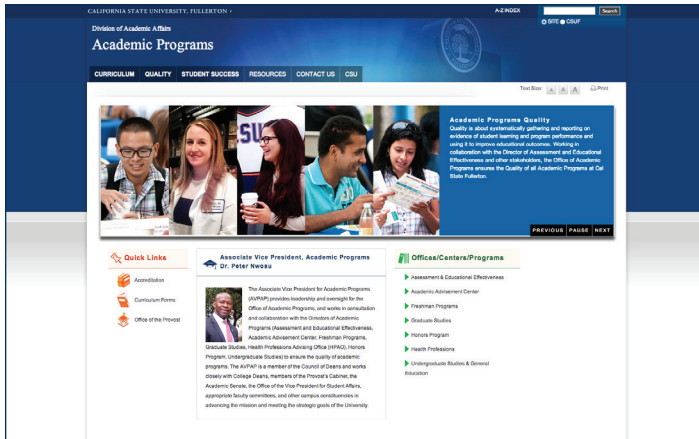 CALIFORNIA STATE UNIVERSITY, FULLERTON
A-Z INDEX
Search
SITE CSUF
Division of Academic Affairs
Academic Programs
CURRICULUM QUALITY STUDENT SUCCESS RESOURCES CONTACT US CSU
Text Size: A A A Print
Academic Programs Quality
Quality is about systematically gathering and reporting on
evidence of student learning and program performance and
using it to improve educational outcomes. Working in
collaboration with the Director of Assessment and Educational
Effectiveness and other stakeholders, the Office of Academic
Programs ensures the Quality of all Academic Programs at Cal
State Fullerton.
PREVIOUS PAUSE NEXT
Quick Links
Accreditation
Curriculum Forms
Office of the Provost
Associate Vice President, Academic Programs
Dr. Peter Nwosu
The Associate Vice President for Academic Programs
(AVPAP) provides leadership and oversight for the
Office of Academic Programs, and works in consultation
and collaboration with the Directors of Academic
Programs (Assessment and Educational Effectiveness,
Academic Advisement Center, Freshman Programs,
Graduate Studies, Health Professions Advising Office (HPAO), Honors
Program, Undergraduate Studies) to ensure the quality of academic
programs. The AVPAP is a member of the Council of Deans and works
closely with College Deans, members of the Provost's Cabinet, the
Academic Senate, the Office of the Vice President for Student Affairs,
appropriate faculty committees, and other campus constituencies in
advancing the mission and meeting the strategic goals of the University.
Offices/Centers/Programs
Assessment & Educational Effectiveness
Academic Advisement Center
Freshman Programs
Graduate Studies
Honors Program
Health Professions
Undergraduate Studies & General
Education